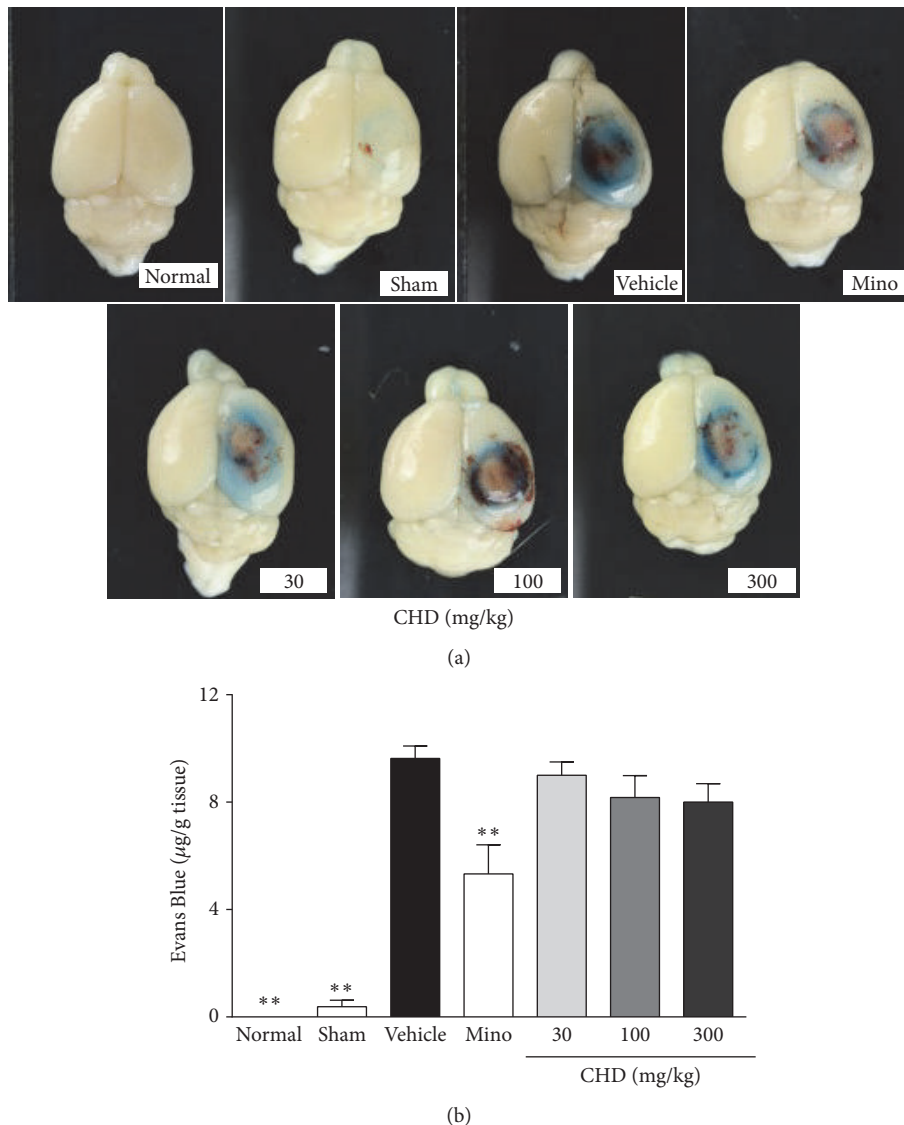 Normal
Sham
Vehicle
Mino
30
100
300
CHD (mg/kg)
(a)
12
8
4
0
Evans Blue (μg/g tissue)
**
**
**
Normal Sham Vehicle Mino 30 100 300
CHD (mg/kg)
(b)